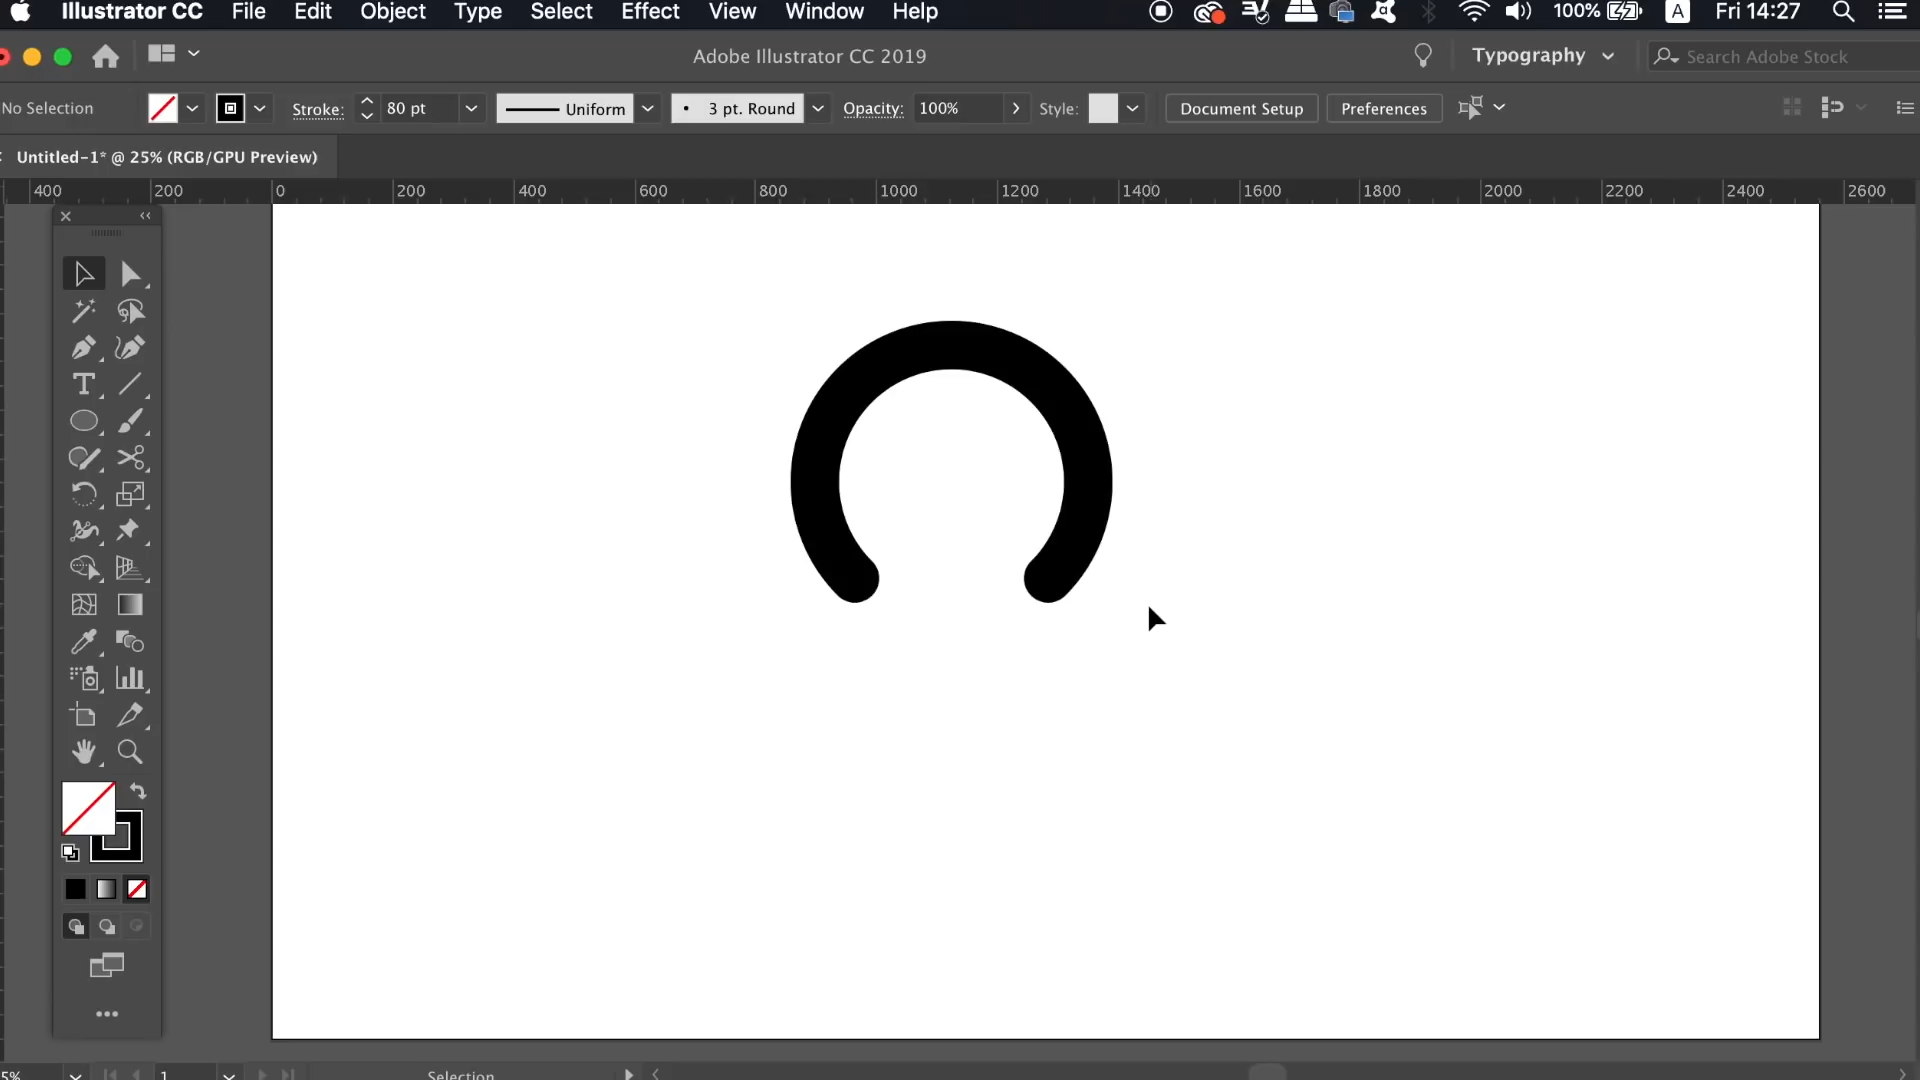 Illustrator CC File Edit Object Type Select Effect View Window Help 100% A Fri 14:27
Adobe Illustrator CC 2019 Typography Search Adobe Stock
No Selection Stroke: 80 pt Uniform 3 pt. Round Opacity: 100% Style: Document Setup Preferences
Untitled-1* @ 25% (RGB/GPU Preview)
400 200 0 200 400 600 800 1000 1200 1400 1600 1800 2000 2200 2400 2600
5% 1 Selection